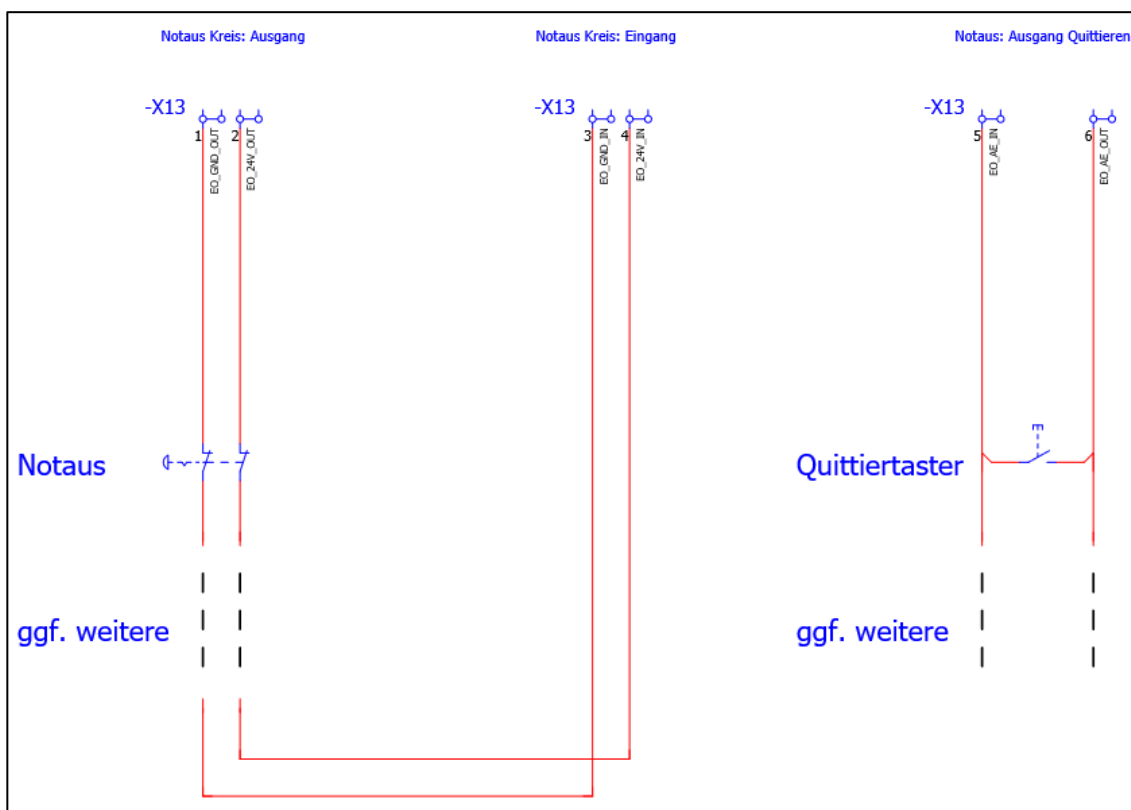 Notaus Kreis: Ausgang
Notaus Kreis: Eingang
Notaus: Ausgang Quittieren
-X13
-X13
-X13
1
EO_GND_OUT
2
EO_24V_OUT
3
EO_GND_IN
4
EO_24V_IN
5
EO_AE_IN
6
EO_AE_OUT
Notaus
Quittiertaster
ggf. weitere
ggf. weitere